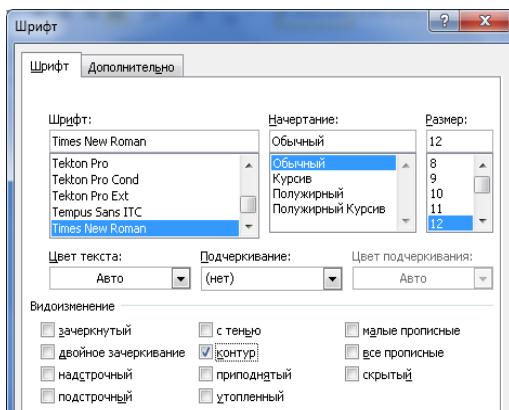 Шрифт
Шрифт Дополнительно
Шрифт: Начертание: Размер:
Times New Roman Обычный 12
Tekton Pro Обычный 8
Tekton Pro Cond Курсив 9
Tekton Pro Ext Полужирный 10
Tempus Sans ITC Полужирный Курсив 11
Times New Roman 12
Цвет текста: Подчеркивание: Цвет подчеркивания:
Авто (нет) Авто
Видоизменение
зачеркнутый с тенью малые прописные
двойное зачеркивание контур все прописные
надстрочный приподнятый скрытый
подстрочный утопленный